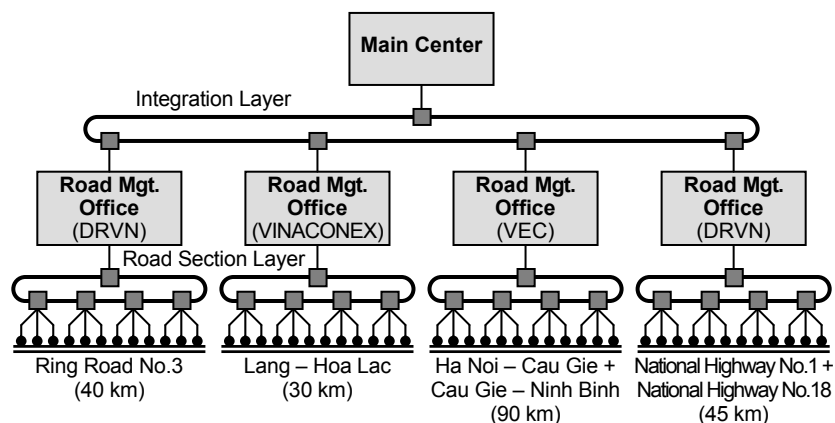 Main Center
Integration Layer
Road Mgt.
Office
(DRVN)
Road Mgt.
Office
(VINACONEX)
Road Mgt.
Office
(VEC)
Road Mgt.
Office
(DRVN)
Road Section Layer
Ring Road No.3
(40 km)
Lang – Hoa Lac
(30 km)
Ha Noi – Cau Gie +
Cau Gie – Ninh Binh
(90 km)
National Highway No.1 +
National Highway No.18
(45 km)